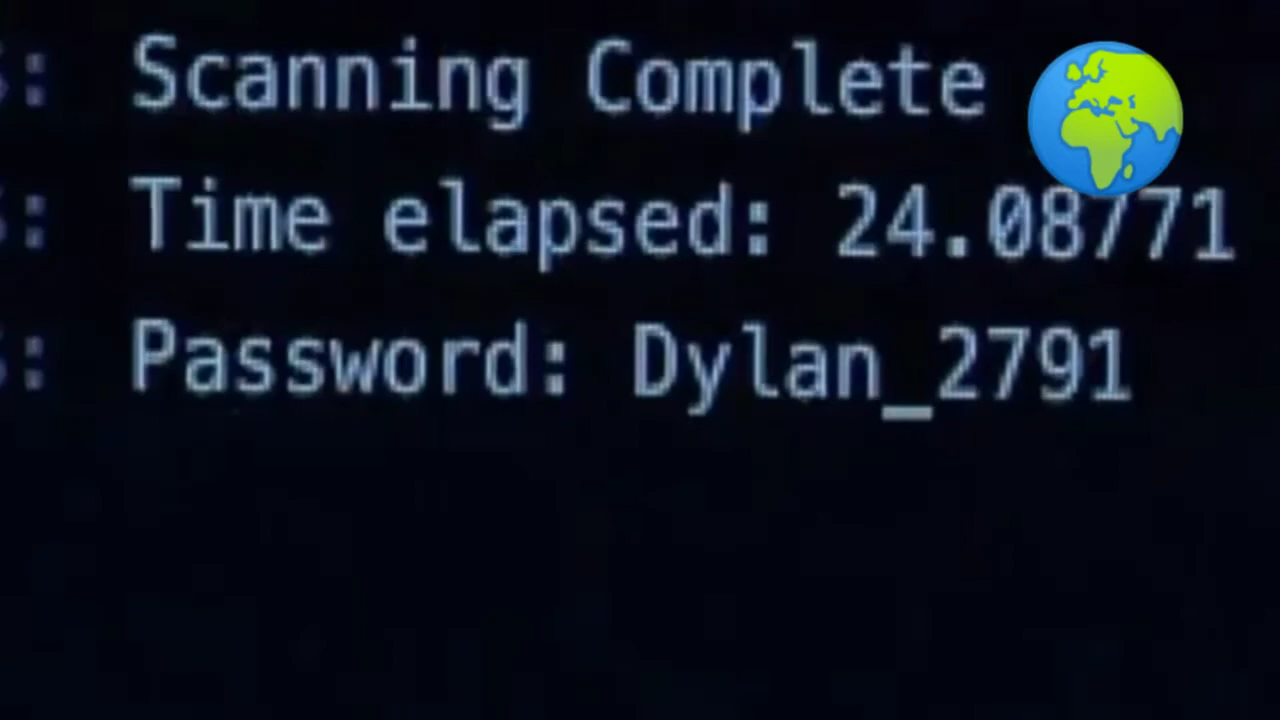 S: Scanning Complete
S: Time elapsed: 24.08771
S: Password: Dylan_2791